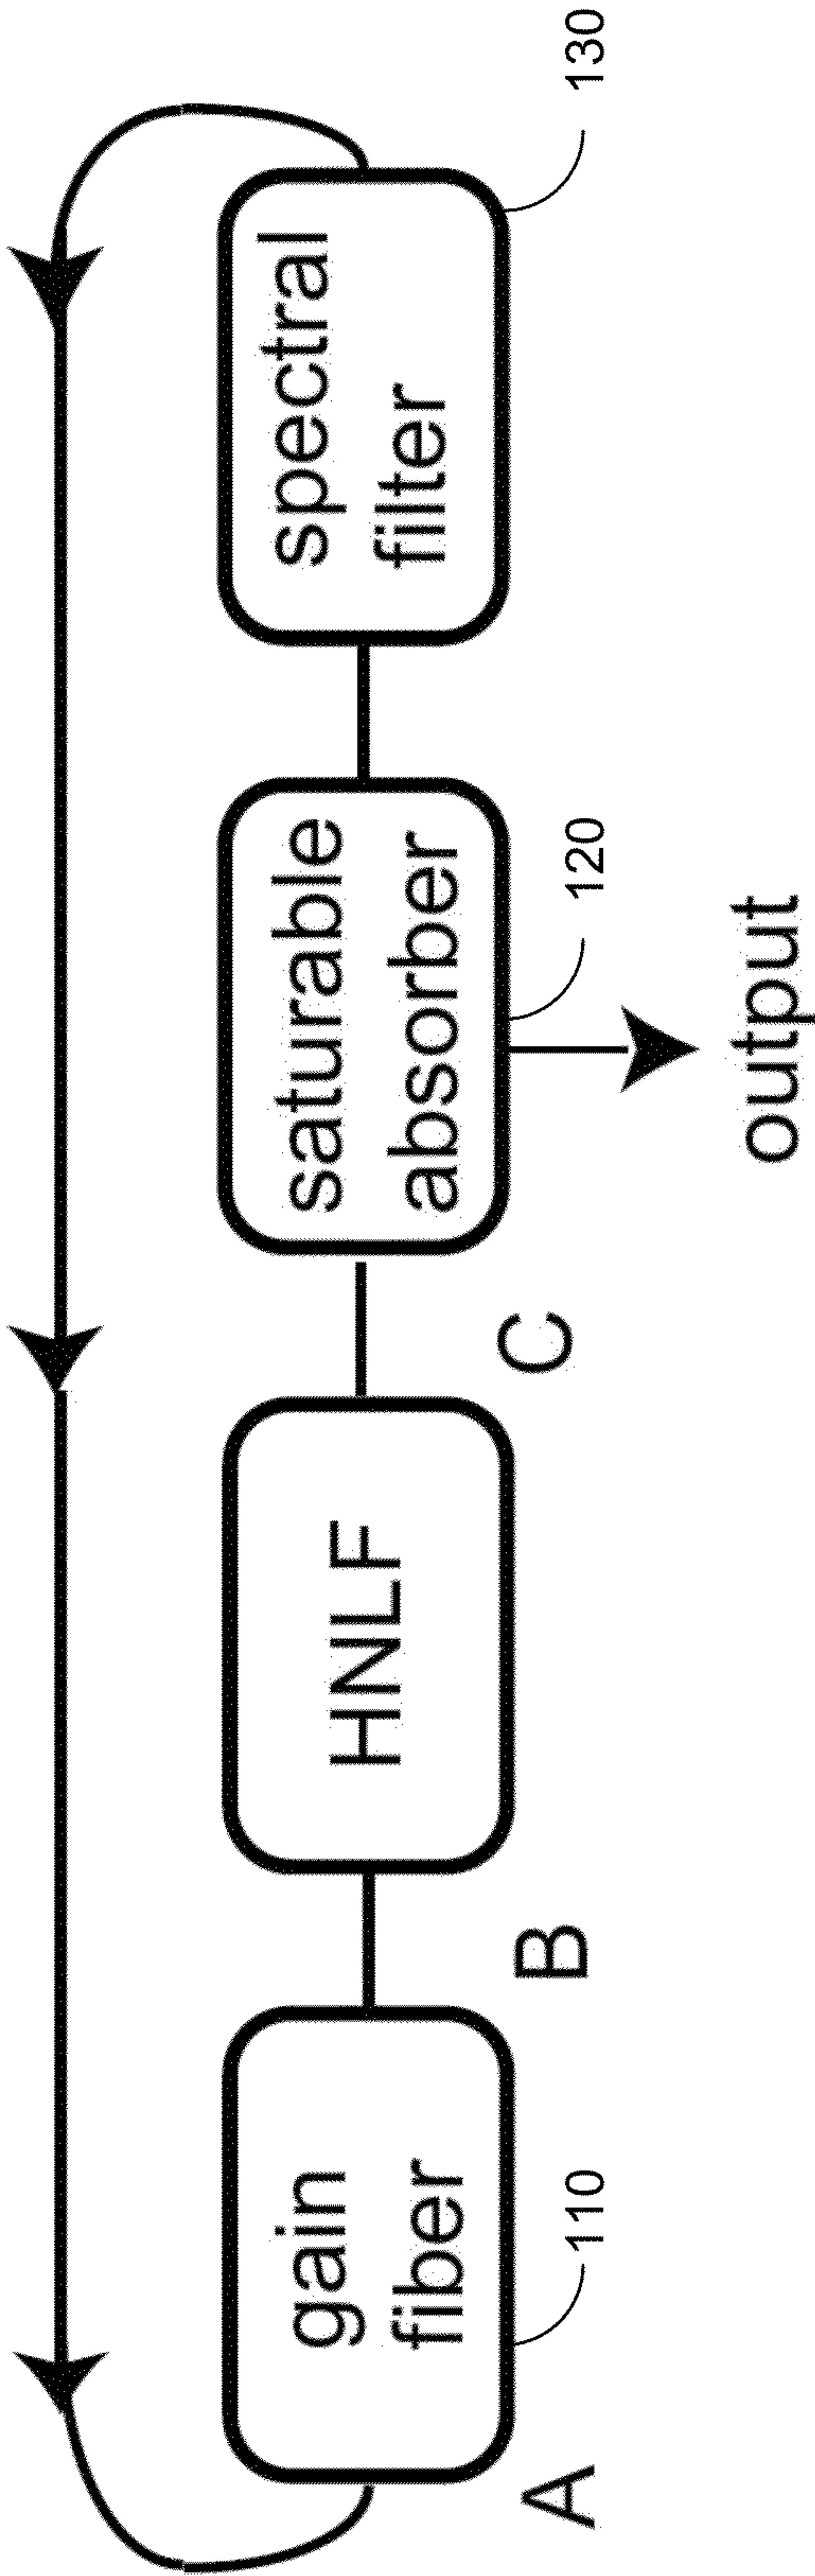 gain
fiber
110
A
B
HNLF
C
saturable
absorber
120
output
spectral
filter
130